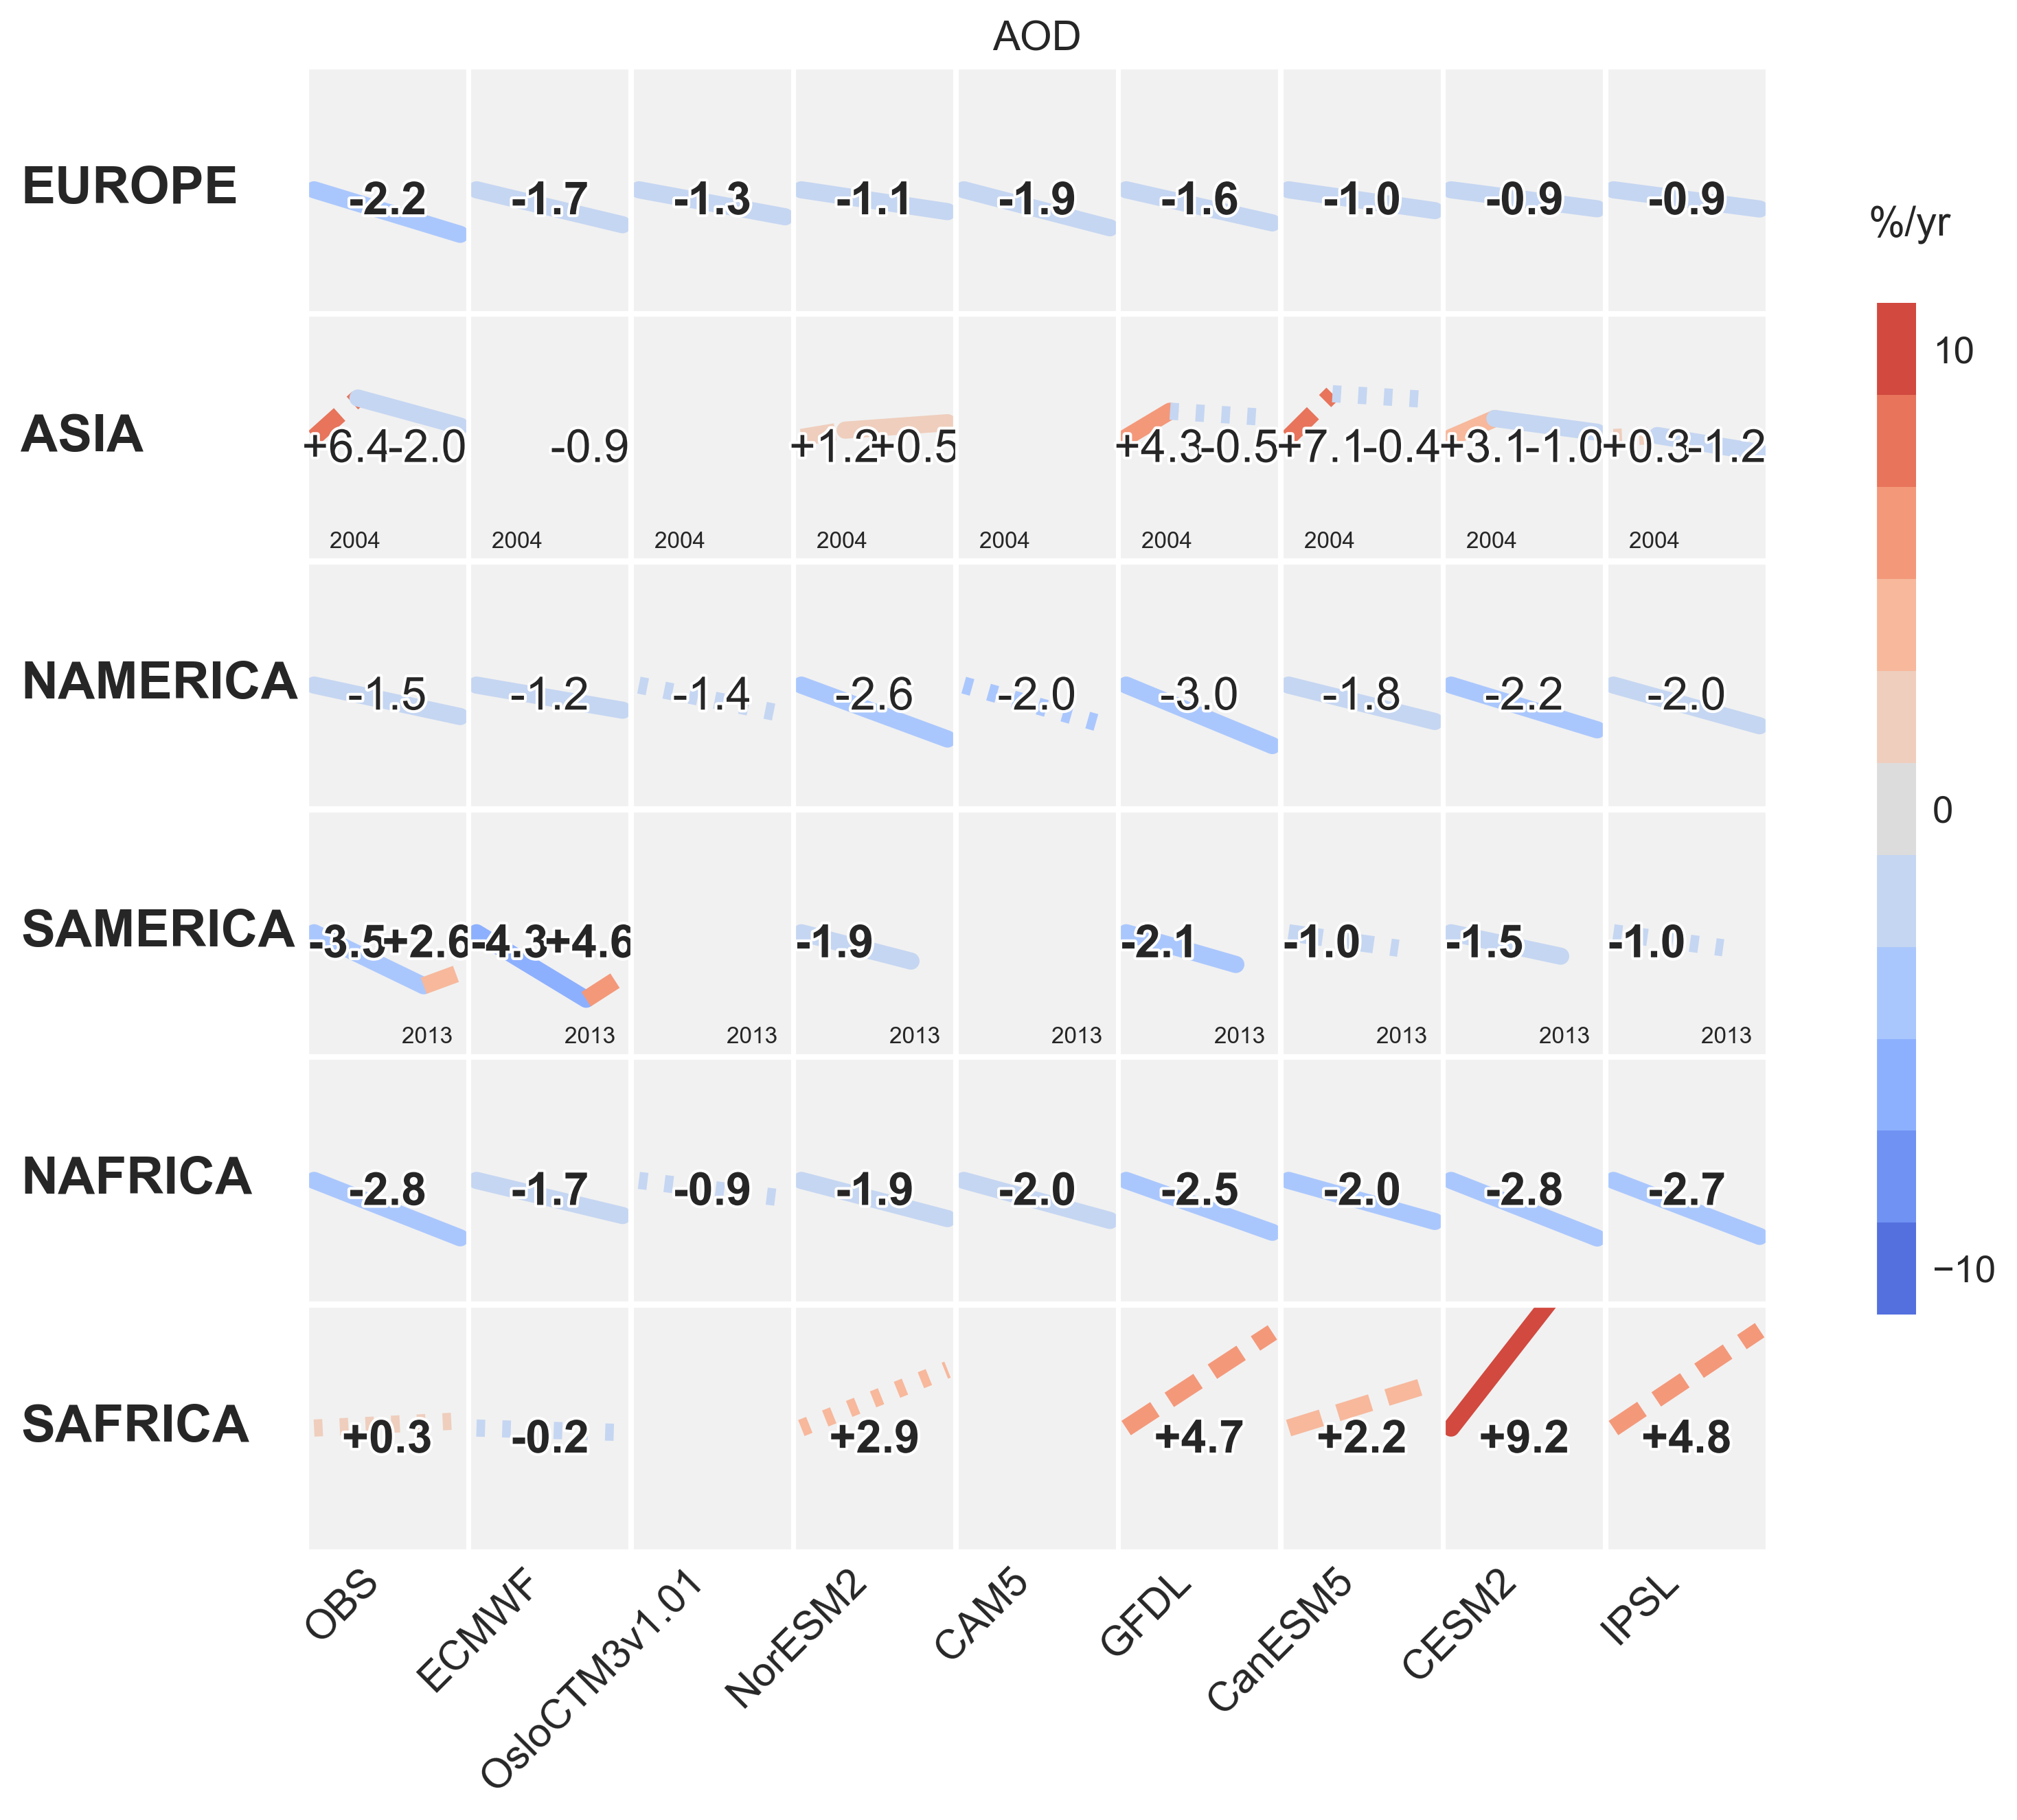 AOD
EUROPE -2.2 -1.7 -1.3 -1.1 -1.9 -1.6 -1.0 -0.9 -0.9
%/yr
10
ASIA +6.4 -2.0 -0.9 +1.2 +0.5 +4.3 -0.5 +7.1 -0.4 +3.1 -1.0 +0.3 -1.2
2004 2004 2004 2004 2004 2004 2004 2004 2004
NAMERICA -1.5 -1.2 -1.4 -2.6 -2.0 -3.0 -1.8 -2.2 -2.0
0
SAMERICA -3.5 +2.6 -4.3 +4.6 -1.9 -2.1 -1.0 -1.5 -1.0
2013 2013 2013 2013 2013 2013 2013 2013 2013
NAFRICA -2.8 -1.7 -0.9 -1.9 -2.0 -2.5 -2.0 -2.8 -2.7
−10
SAFRICA +0.3 -0.2 +2.9 +4.7 +2.2 +9.2 +4.8
OBS
ECMWF
OsloCTM3v1.01
NorESM2
CAM5
GFDL
CanESM5
CESM2
IPSL